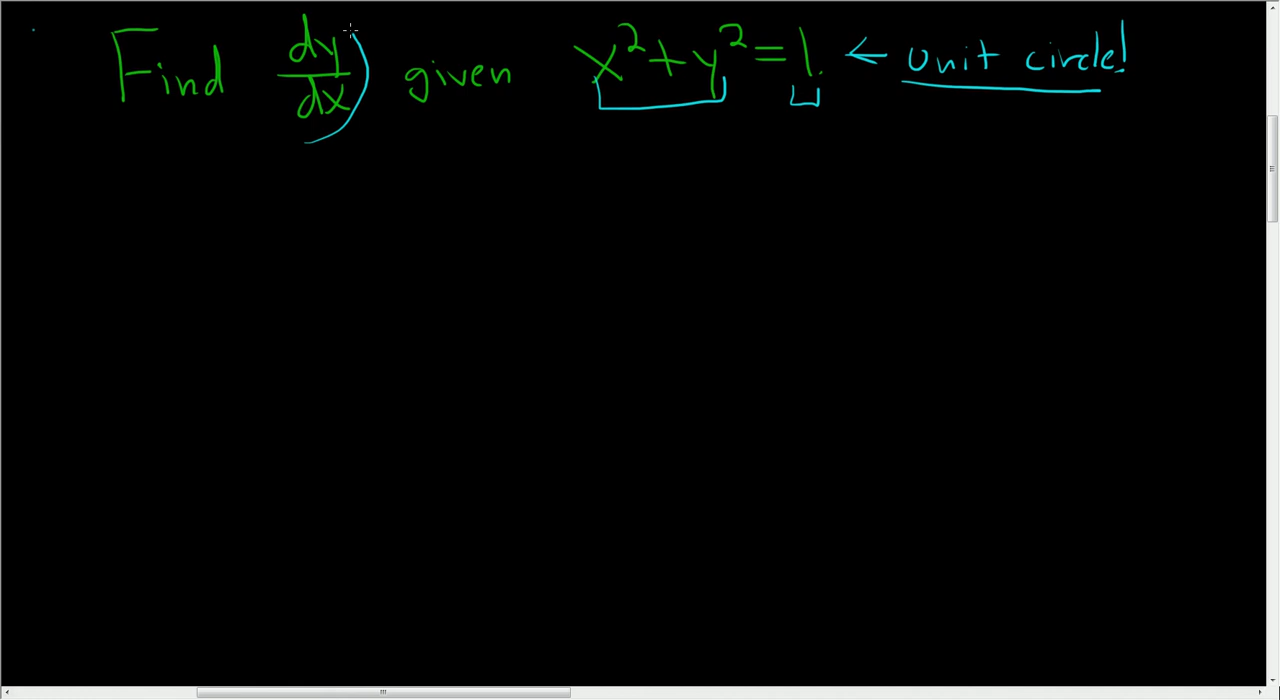 Find dy/dx given x² + y² = 1. ← unit circle!